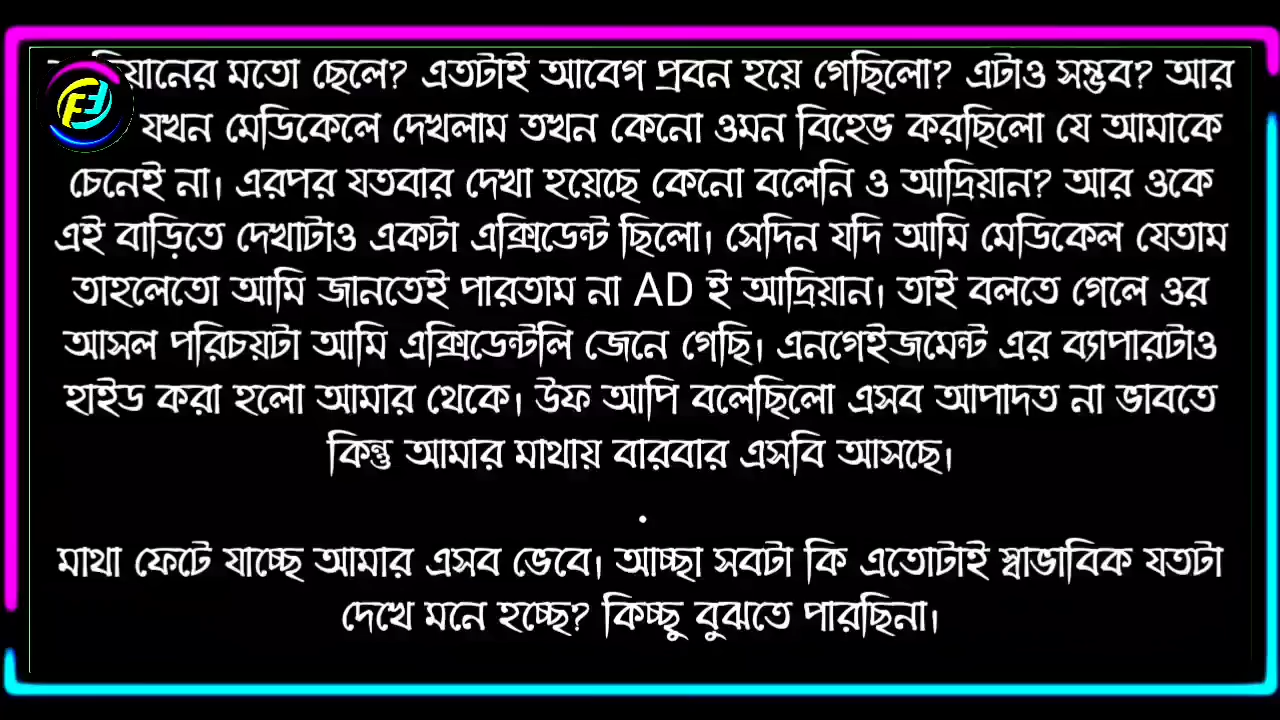 মতো ছেলে? এতটাই আবেগ প্রবন হয়ে গেছিলো? এটাও সম্ভব? আর
যখন মেডিকেলে দেখলাম তখন কেনো ওমন বিহেভ করছিলো যে আমাকে
চেনেই না। এরপর যতবার দেখা হয়েছে কেনো বলেনি ও আদ্রিয়ান? আর ওকে
এই বাড়িতে দেখাটাও একটা এক্সিডেন্ট ছিলো। সেদিন যদি আমি মেডিকেল যেতাম
তাহলেতো আমি জানতেই পারতাম না AD ই আদ্রিয়ান। তাই বলতে গেলে ওর
আসল পরিচয়টা আমি এক্সিডেন্টলি জেনে গেছি। এনগেইজমেন্ট এর ব্যাপারটাও
হাইড করা হলো আমার থেকে। উফ আপি বলেছিলো এসব আপাদত না ভাবতে
কিন্তু আমার মাথায় বারবার এসবি আসছে।
.
মাথা ফেটে যাচ্ছে আমার এসব ভেবে। আচ্ছা সবটা কি এতোটাই স্বাভাবিক যতটা
দেখে মনে হচ্ছে? কিচ্ছু বুঝতে পারছিনা।